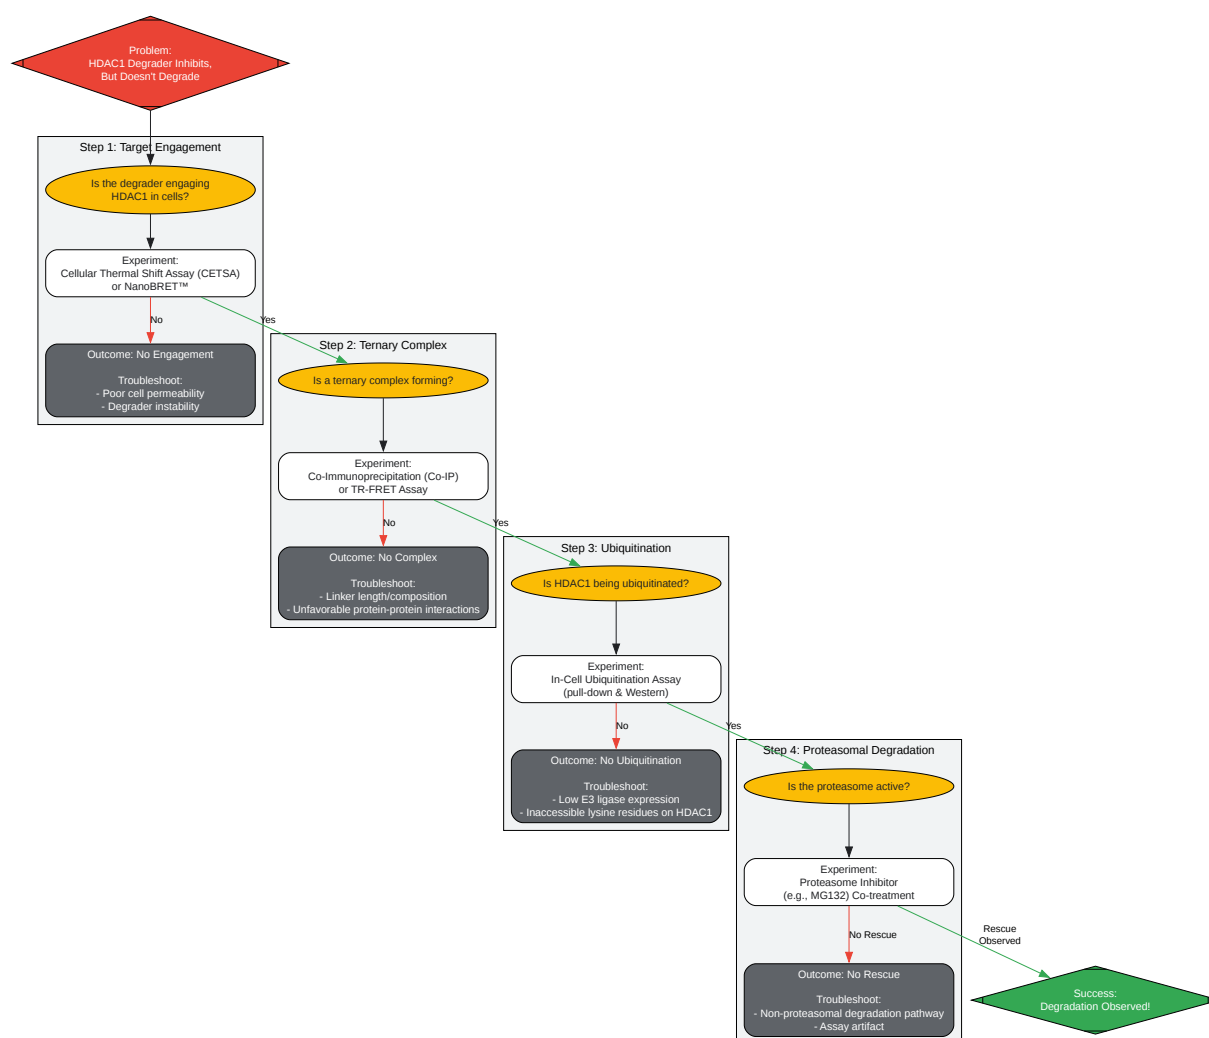 Problem:
HDAC1 Degrader Inhibits,
But Doesn't Degrade
Step 1: Target Engagement
Is the degrader engaging
HDAC1 in cells?
Experiment:
Cellular Thermal Shift Assay (CETSA)
or NanoBRET™
No
Yes
Outcome: No Engagement
Troubleshoot:
- Poor cell permeability
- Degrader instability
Step 2: Ternary Complex
Is a ternary complex forming?
Experiment:
Co-Immunoprecipitation (Co-IP)
or TR-FRET Assay
No
Yes
Outcome: No Complex
Troubleshoot:
- Linker length/composition
- Unfavorable protein-protein interactions
Step 3: Ubiquitination
Is HDAC1 being ubiquitinated?
Experiment:
In-Cell Ubiquitination Assay
(pull-down & Western)
No
Yes
Outcome: No Ubiquitination
Troubleshoot:
- Low E3 ligase expression
- Inaccessible lysine residues on HDAC1
Step 4: Proteasomal Degradation
Is the proteasome active?
Experiment:
Proteasome Inhibitor
(e.g., MG132) Co-treatment
No Rescue
Rescue
Observed
Outcome: No Rescue
Troubleshoot:
- Non-proteasomal degradation pathway
- Assay artifact
Success:
Degradation Observed!